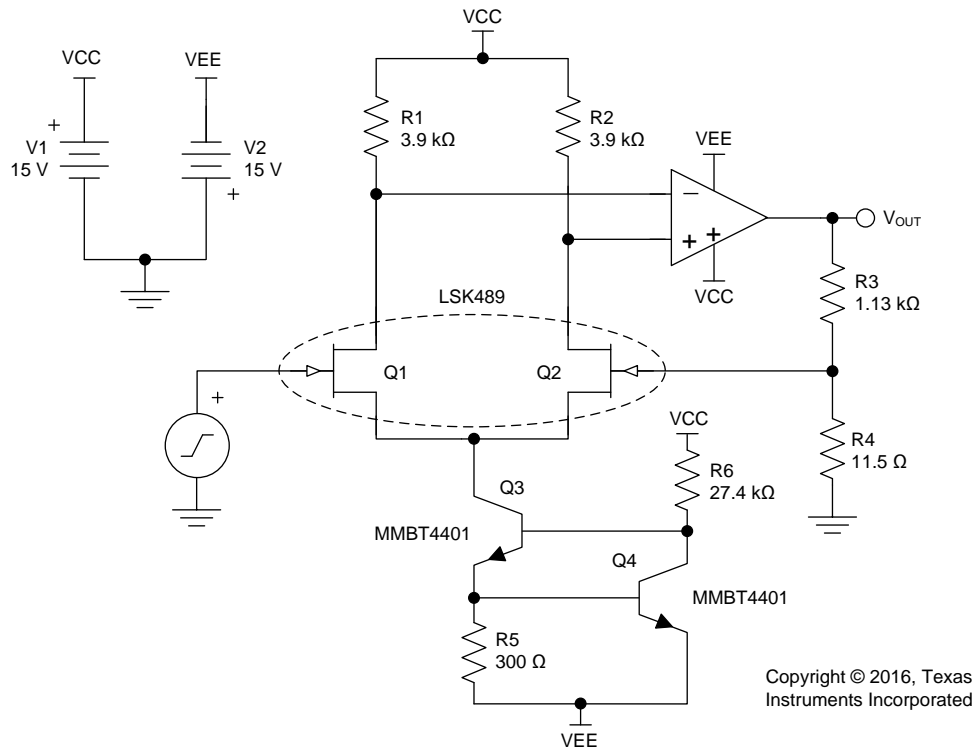 VCC
VCC
VEE
+
V1
15 V
V2
15 V
+
R1
3.9 kΩ
R2
3.9 kΩ
VEE
−
+
+
VCC
VOUT
R3
1.13 kΩ
LSK489
Q1
Q2
+
VCC
R4
11.5 Ω
R6
27.4 kΩ
Q3
MMBT4401
Q4
MMBT4401
R5
300 Ω
VEE
Copyright © 2016, Texas
Instruments Incorporated